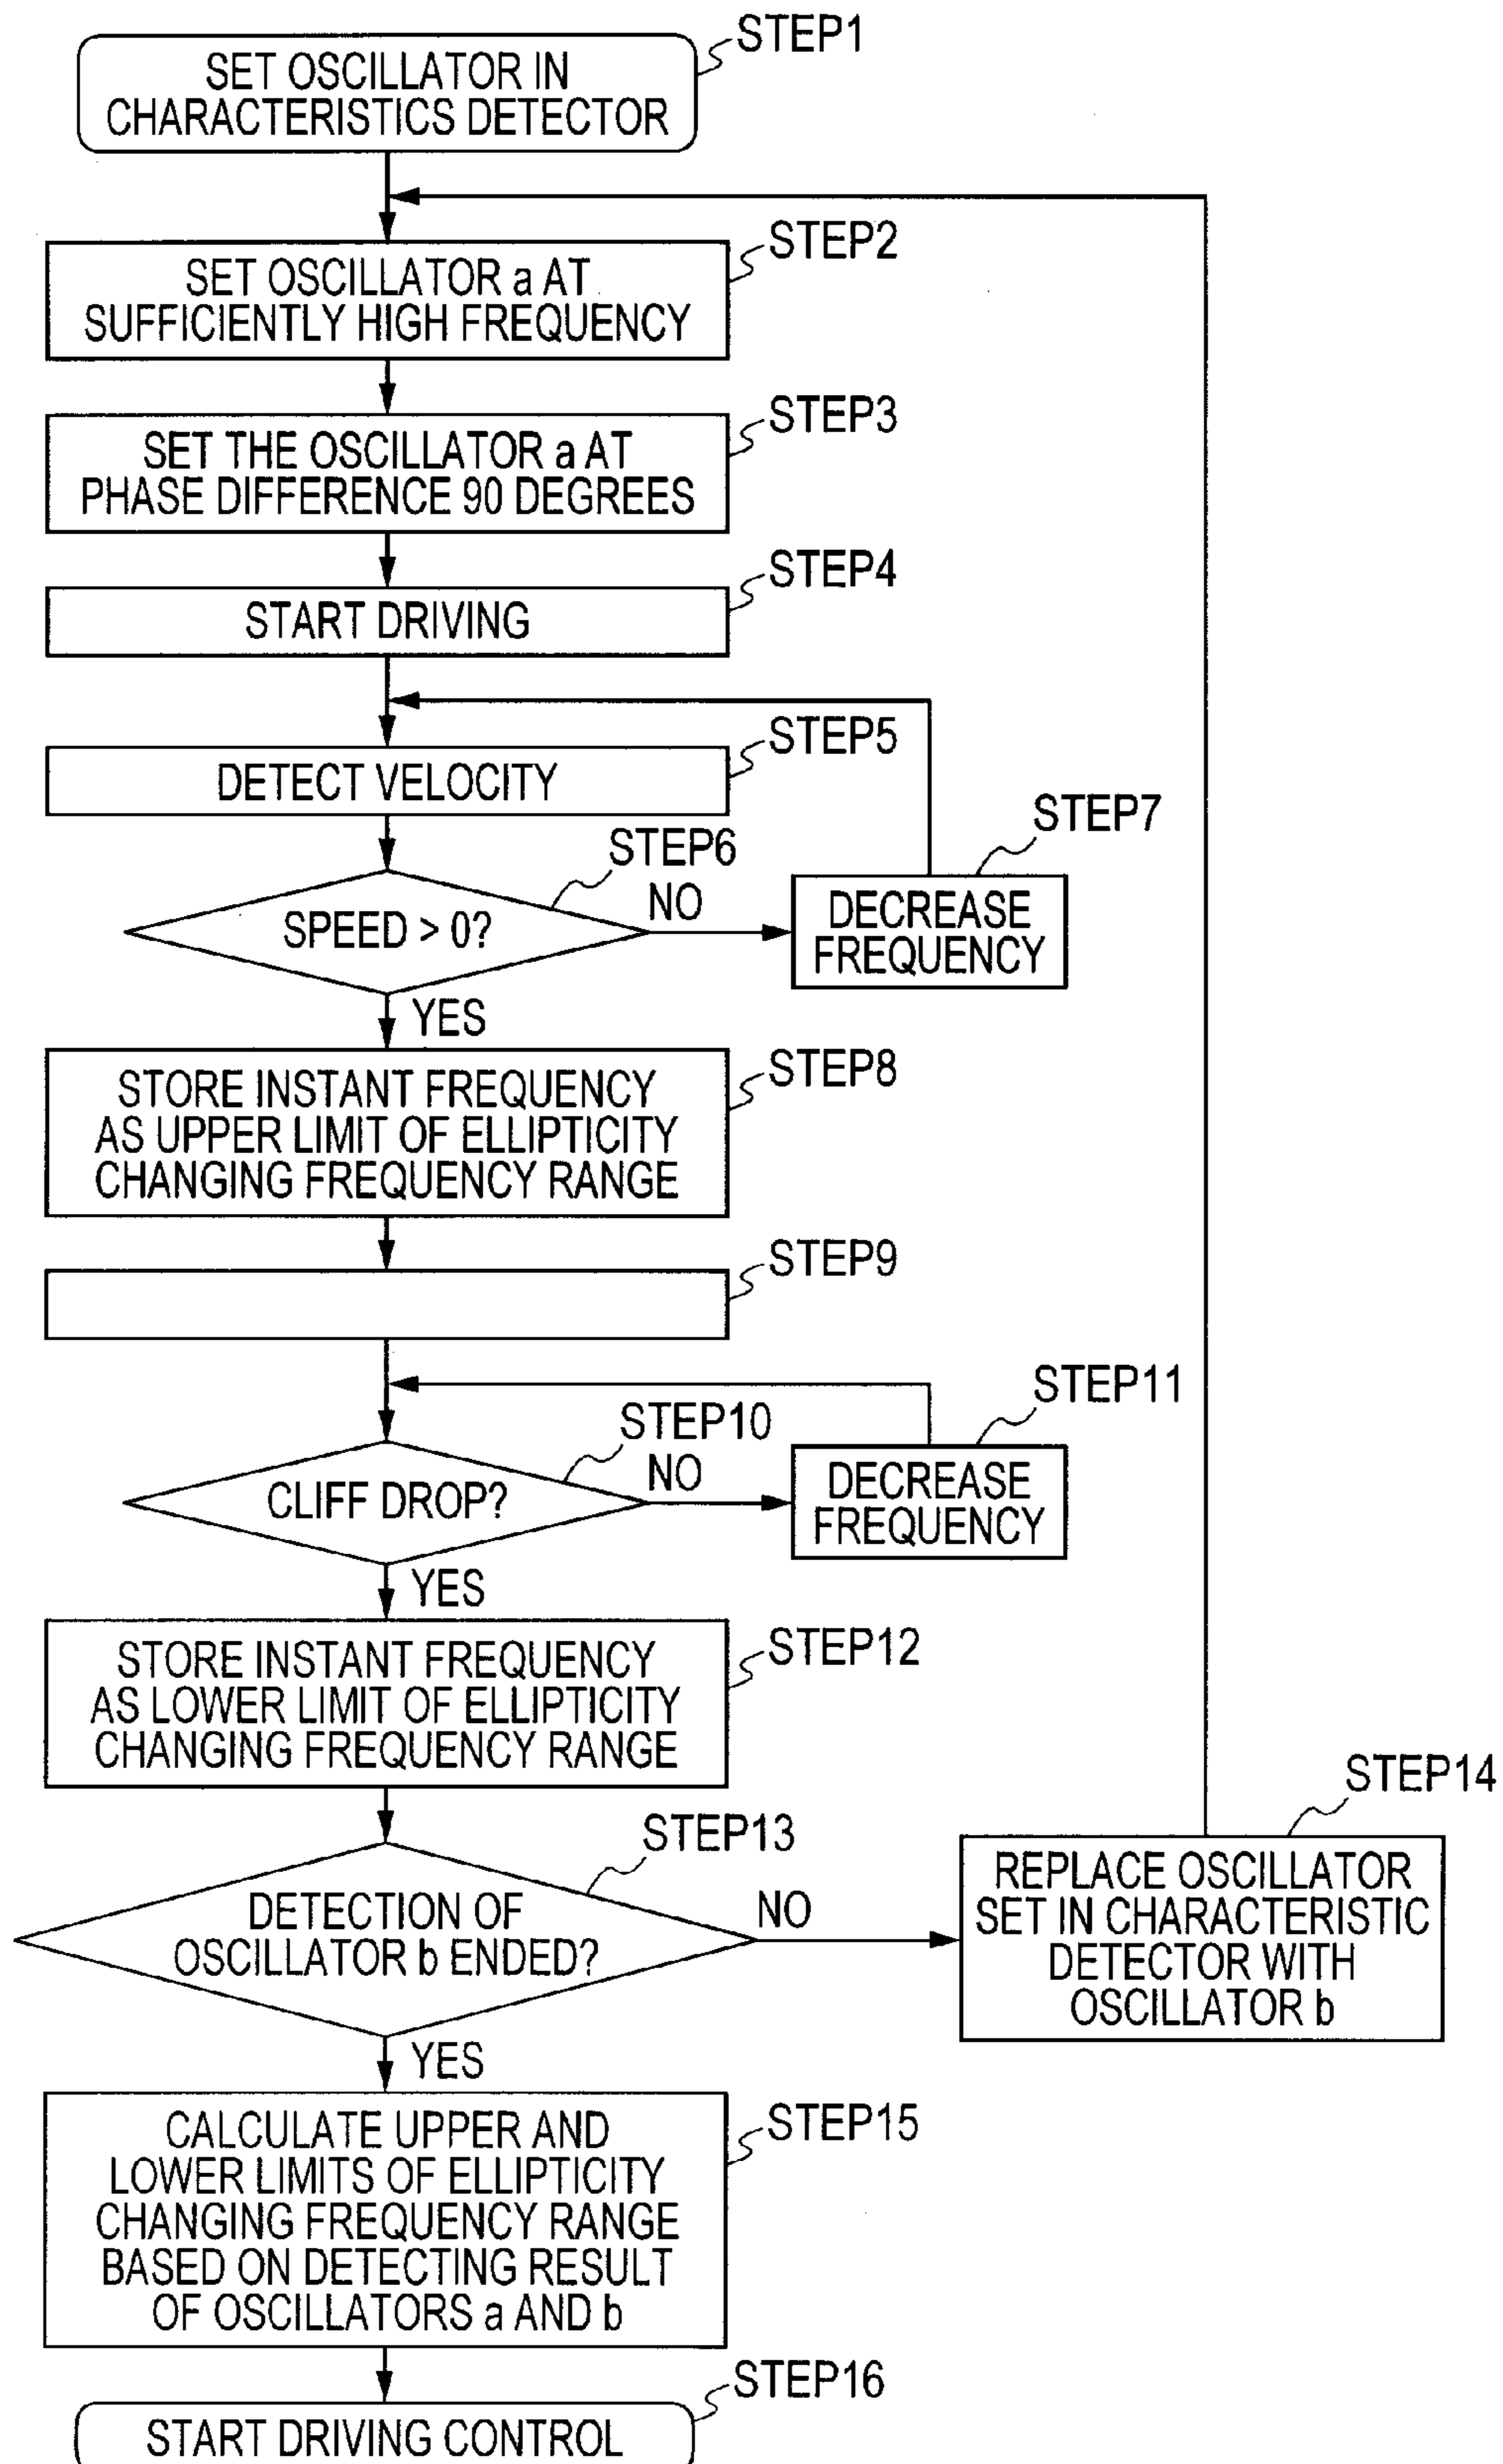 STEP1
SET OSCILLATOR IN
CHARACTERISTICS DETECTOR
STEP2
SET OSCILLATOR a AT
SUFFICIENTLY HIGH FREQUENCY
STEP3
SET THE OSCILLATOR a AT
PHASE DIFFERENCE 90 DEGREES
STEP4
START DRIVING
STEP5
DETECT VELOCITY
STEP6
SPEED > 0?
NO
STEP7
DECREASE
FREQUENCY
YES
STEP8
STORE INSTANT FREQUENCY
AS UPPER LIMIT OF ELLIPTICITY
CHANGING FREQUENCY RANGE
STEP9
STEP10
CLIFF DROP?
NO
STEP11
DECREASE
FREQUENCY
YES
STEP12
STORE INSTANT FREQUENCY
AS LOWER LIMIT OF ELLIPTICITY
CHANGING FREQUENCY RANGE
STEP13
DETECTION OF
OSCILLATOR b ENDED?
NO
STEP14
REPLACE OSCILLATOR
SET IN CHARACTERISTIC
DETECTOR WITH
OSCILLATOR b
YES
STEP15
CALCULATE UPPER AND
LOWER LIMITS OF ELLIPTICITY
CHANGING FREQUENCY RANGE
BASED ON DETECTING RESULT
OF OSCILLATORS a AND b
STEP16
START DRIVING CONTROL